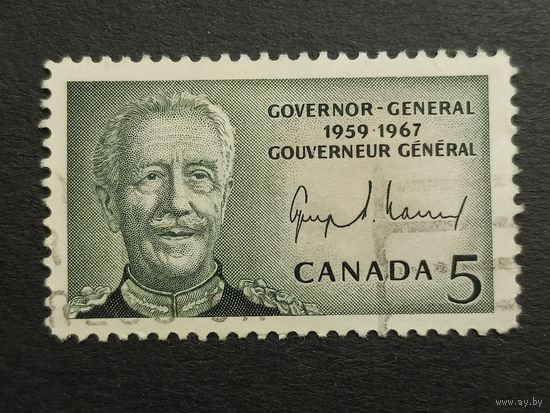 GOVERNOR-GENERAL
1959·1967
GOUVERNEUR GÉNÉRAL
CANADA 5
www.ay.by